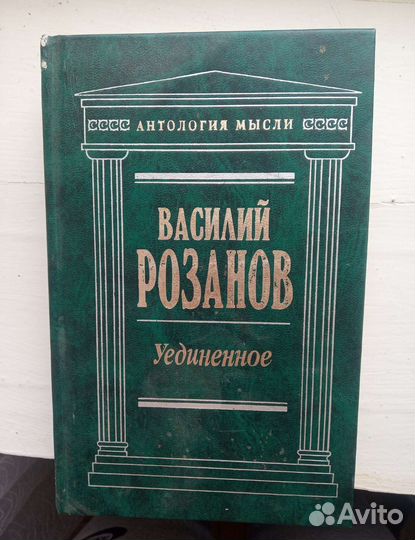 АНТОЛОГИЯ МЫСЛИ
ВАСИЛИЙ
РОЗАНОВ
Уединенное
Avito